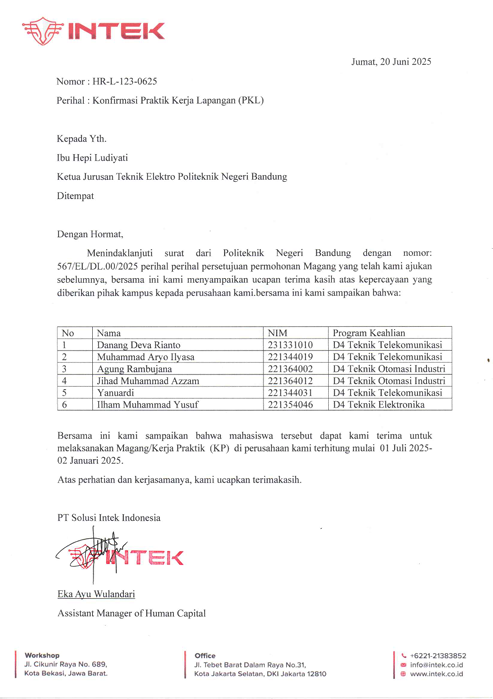 INTEK
Jumat, 20 Juni 2025
Nomor : HR-L-123-0625
Perihal : Konfirmasi Praktik Kerja Lapangan (PKL)
Kepada Yth.
Ibu Hepi Ludiyati
Ketua Jurusan Teknik Elektro Politeknik Negeri Bandung
Ditempat
Dengan Hormat,
Menindaklanjuti surat dari Politeknik Negeri Bandung dengan nomor:
567/EL/DL.00/2025 perihal perihal persetujuan permohonan Magang yang telah kami ajukan
sebelumnya, bersama ini kami menyampaikan ucapan terima kasih atas kepercayaan yang
diberikan pihak kampus kepada perusahaan kami.bersama ini kami sampaikan bahwa:
No Nama NIM Program Keahlian
1 Danang Deva Rianto 231331010 D4 Teknik Telekomunikasi
2 Muhammad Aryo Ilyasa 221344019 D4 Teknik Telekomunikasi
3 Agung Rambujana 221364002 D4 Teknik Otomasi Industri
4 Jihad Muhammad Azzam 221364012 D4 Teknik Otomasi Industri
5 Yanuardi 221344031 D4 Teknik Telekomunikasi
6 Ilham Muhammad Yusuf 221354046 D4 Teknik Elektronika
Bersama ini kami sampaikan bahwa mahasiswa tersebut dapat kami terima untuk
melaksanakan Magang/Kerja Praktik (KP) di perusahaan kami terhitung mulai 01 Juli 2025-
02 Januari 2025.
Atas perhatian dan kerjasamanya, kami ucapkan terimakasih.
PT Solusi Intek Indonesia
INTEK
Eka Ayu Wulandari
Assistant Manager of Human Capital
Workshop
Jl. Cikunir Raya No. 689,
Kota Bekasi, Jawa Barat.
Office
Jl. Tebet Barat Dalam Raya No.31,
Kota Jakarta Selatan, DKI Jakarta 12810
+6221-21383852
info@intek.co.id
www.intek.co.id